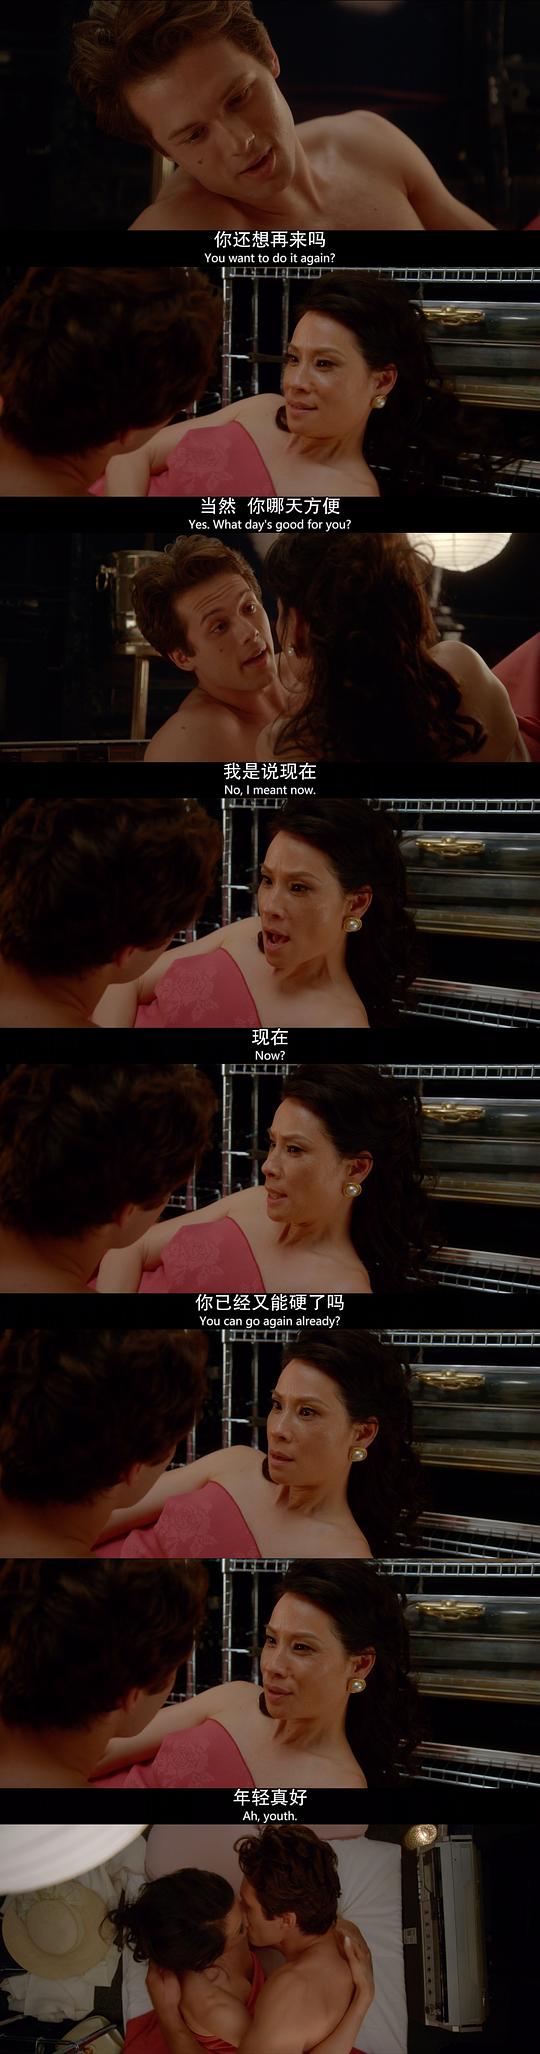 你还想再来吗
You want to do it again?
当然 你哪天方便
Yes. What day's good for you?
我是说现在
No, I meant now.
现在
Now?
你已经又能硬了吗
You can go again already?
年轻真好
Ah, youth.